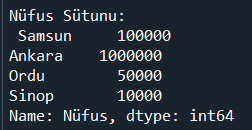 Nüfus Sütunu:
 Samsun     100000
Ankara    1000000
Ordu        50000
Sinop       10000
Name: Nüfus, dtype: int64